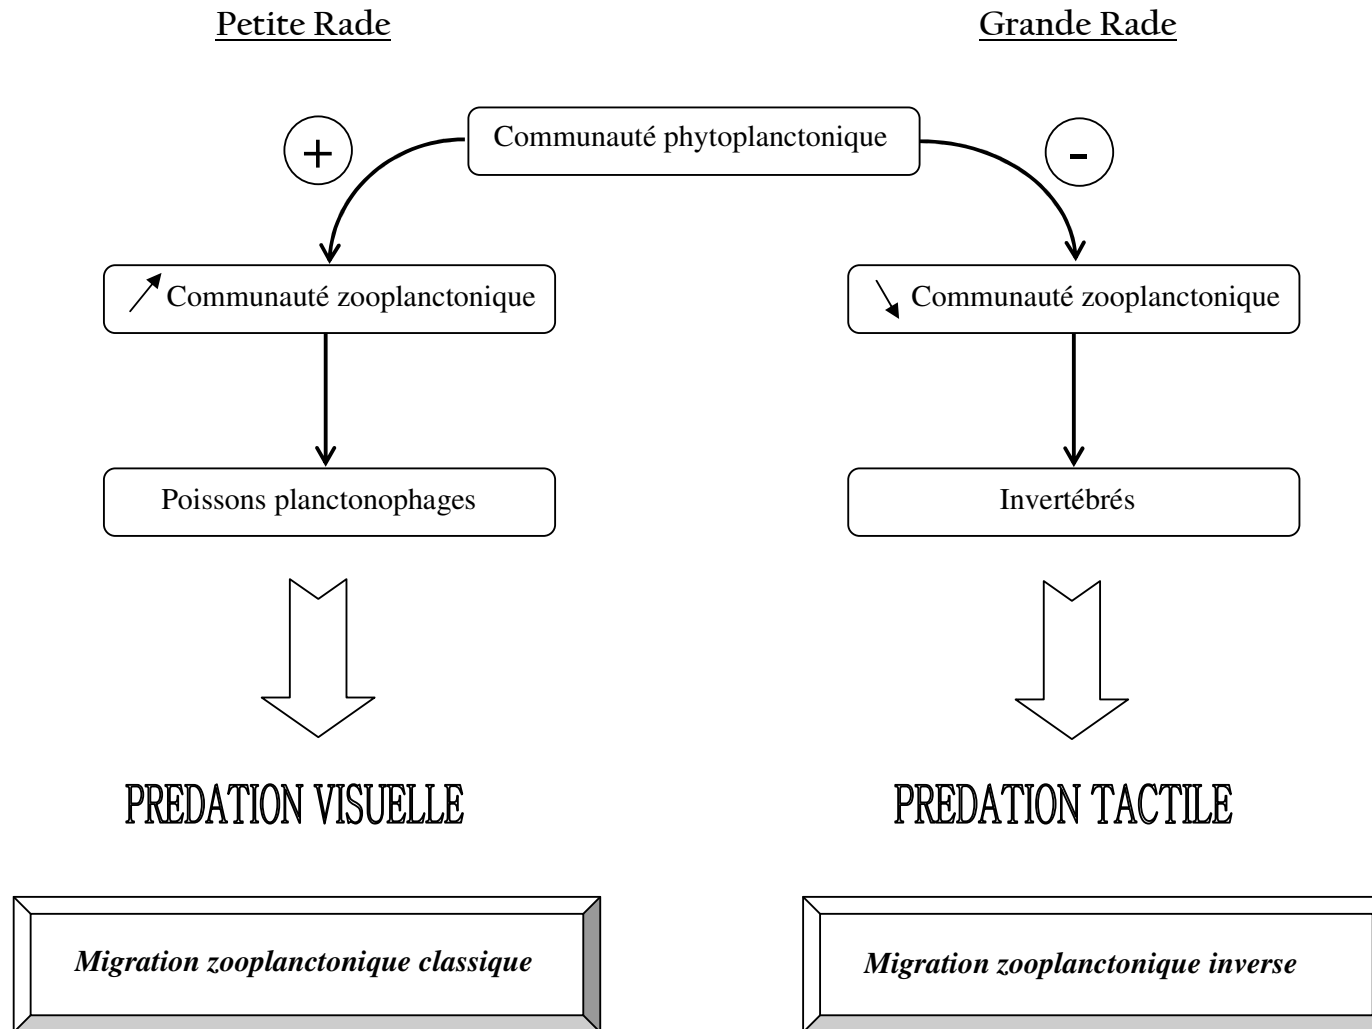 Petite Rade
Grande Rade
Communauté phytoplanctonique
+
-
Communauté zooplanctonique
Communauté zooplanctonique
Poissons planctonophages
Invertébrés
PREDATION VISUELLE
PREDATION TACTILE
Migration zooplanctonique classique
Migration zooplanctonique inverse